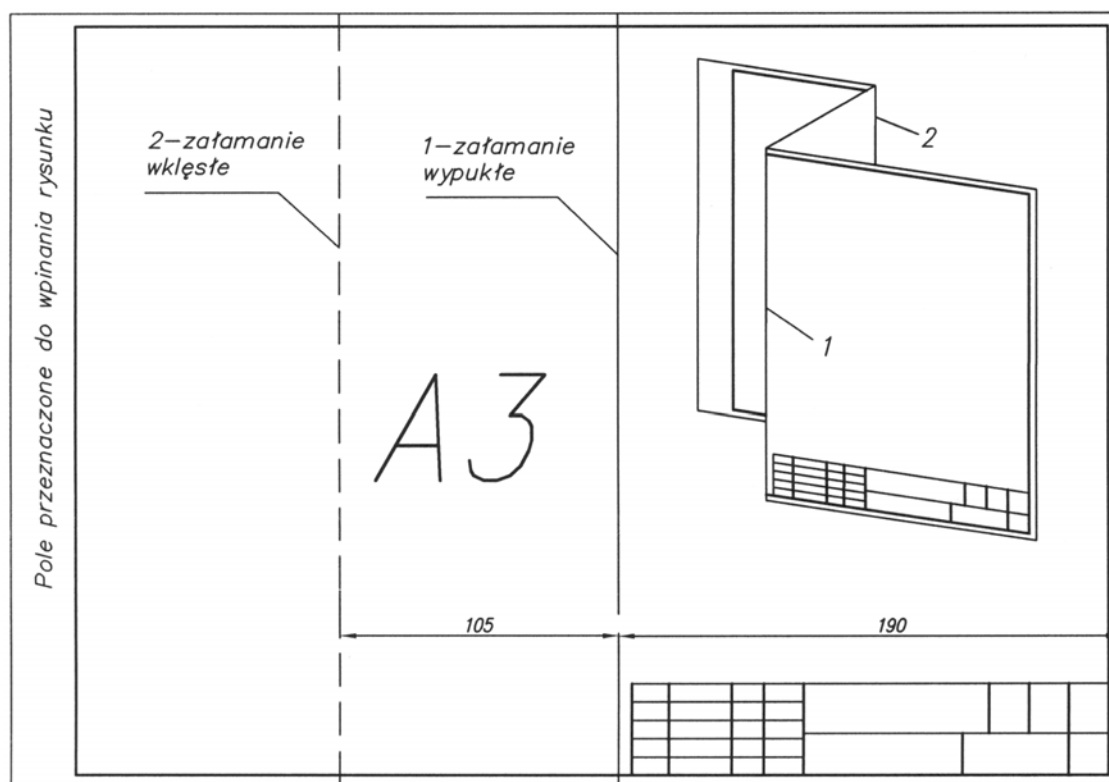 Pole przeznaczone do wpinania rysunku
2-załamanie
wklęsłe
1-załamanie
wypukłe
2
1
A3
105
190